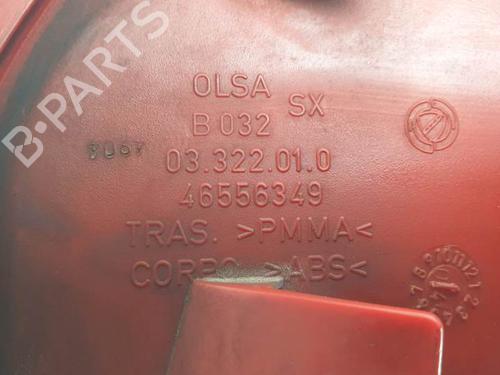 B-PARTS
OLSA
SX
B 032
03.322.01.0
46556349
TRAS. >PMMA<
CORPO >ABS<